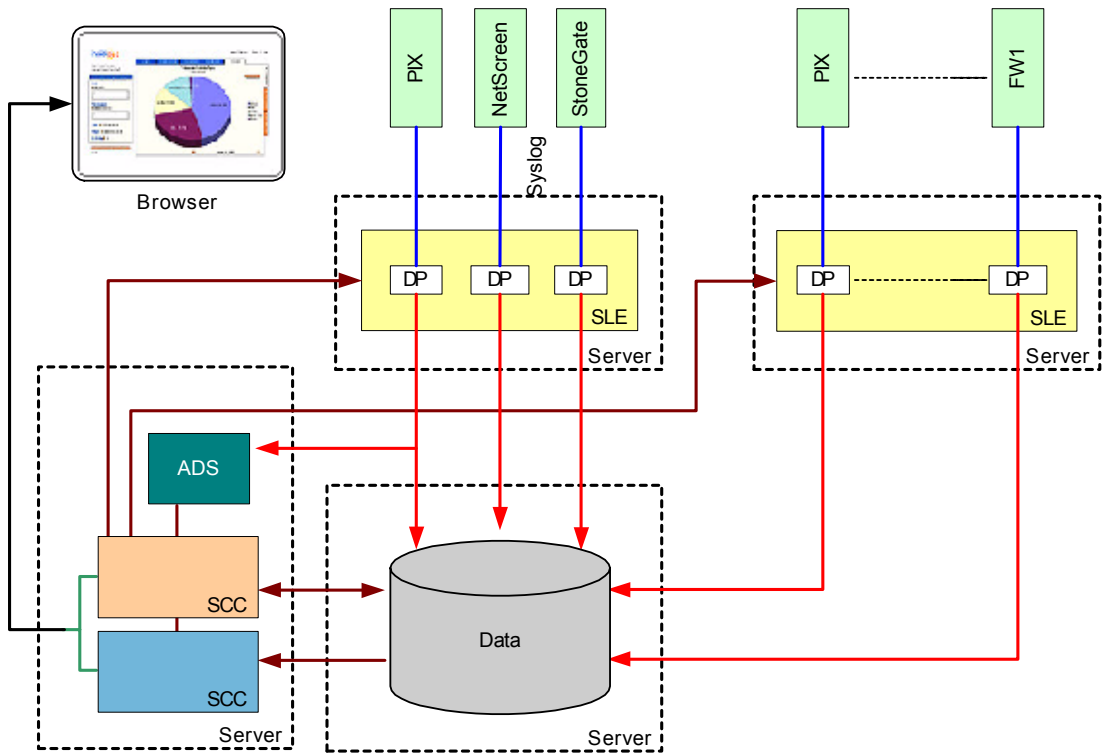 PIX
NetScreen
StoneGate
PIX
FW1
Syslog
Browser
DP
DP
DP
SLE
Server
DP
DP
SLE
Server
ADS
SCC
SCC
Server
Data
Server